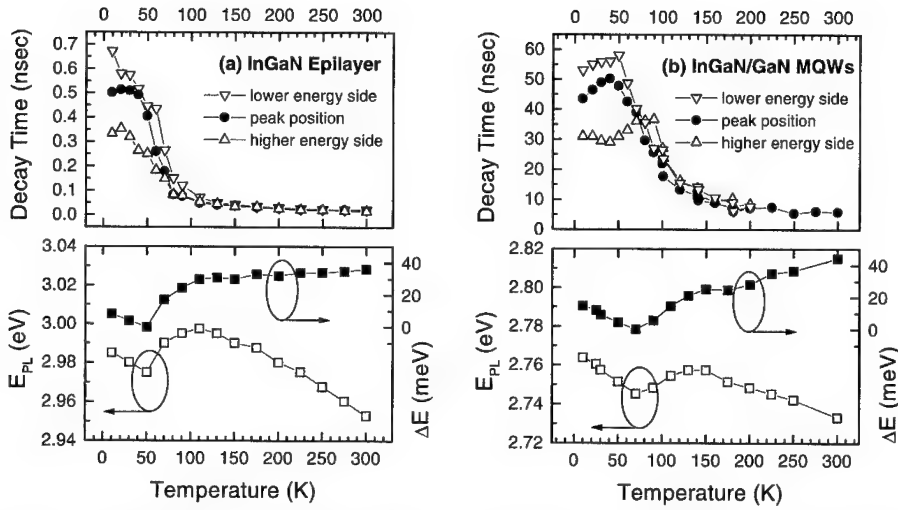 0 50 100 150 200 250 300
0.7
0.6
0.5
0.4
0.3
0.2
0.1
0.0
Decay Time (nsec)
(a) InGaN Epilayer
lower energy side
peak position
higher energy side
3.04
3.02
3.00
2.98
2.96
2.94
E_PL (eV)
40
20
0
ΔE (meV)
0 50 100 150 200 250 300
Temperature (K)
0 50 100 150 200 250 300
60
50
40
30
20
10
0
Decay Time (nsec)
(b) InGaN/GaN MQWs
lower energy side
peak position
higher energy side
2.82
2.80
2.78
2.76
2.74
2.72
E_PL (eV)
40
20
0
ΔE (meV)
0 50 100 150 200 250 300
Temperature (K)